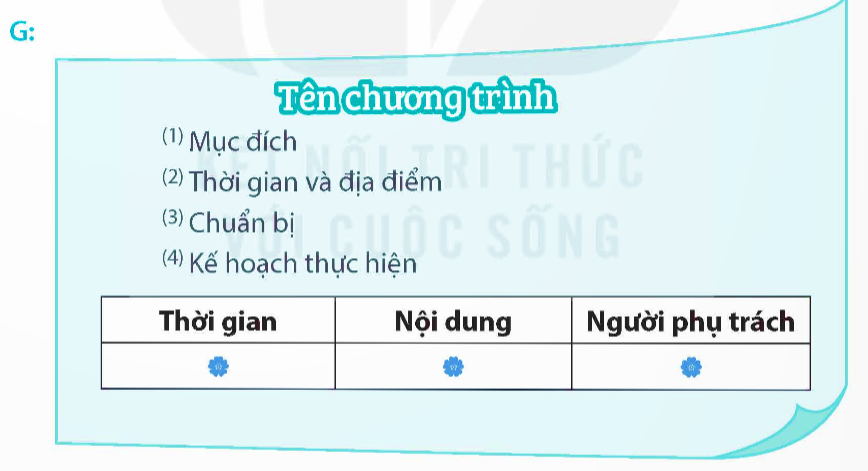 G:
Tên chương trình
(1) Mục đích
(2) Thời gian và địa điểm
KẾT NỐI TRI THỨC
(3) Chuẩn bị
VỚI CUỘC SỐNG
(4) Kế hoạch thực hiện
Thời gian Nội dung Người phụ trách